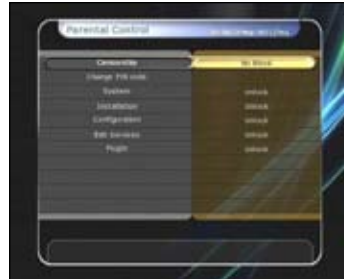 Parental Control
Censorship No Block
Change PIN code
System Unlock
Installation Unlock
Configuration Unlock
Edit Services Unlock
Plugin Unlock